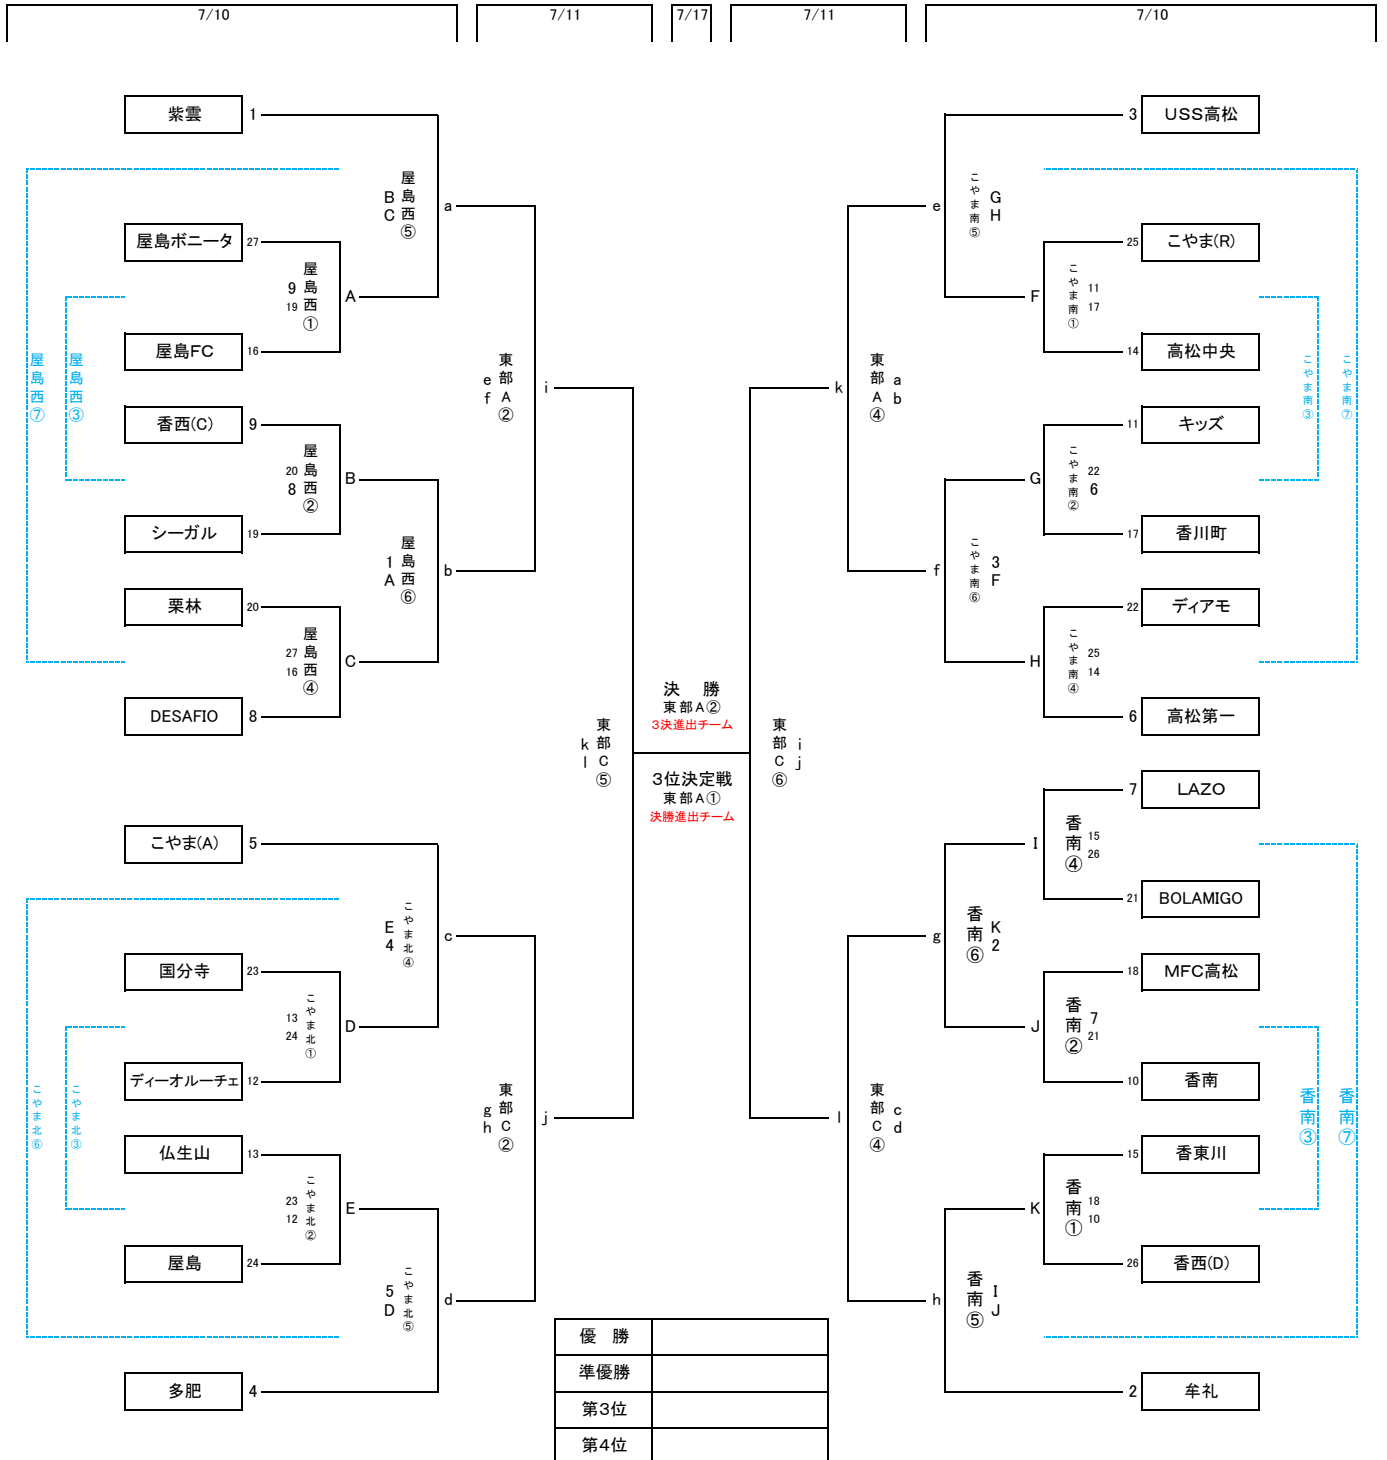 7/10
7/11
7/17
7/11
7/10
紫雲 1
3 USS高松
屋島西⑤
B C
a
e
こやま南⑤
G H
屋島ボニータ 27
25 こやま(R)
屋島西①
9 19
A
F
こやま南①
11 17
屋島FC 16
14 高松中央
屋島西⑦
屋島西③
東部A②
e f
i
k
東部A④
a b
こやま南③
こやま南⑦
香西(C) 9
11 キッズ
屋島西②
20 8
B
G
こやま南②
22 6
シーガル 19
17 香川町
屋島西⑥
1 A
b
f
こやま南⑥
3 F
栗林 20
22 ディアモ
屋島西④
27 16
C
H
こやま南④
25 14
DESAFIO 8
6 高松第一
決 勝
東部A②
3決進出チーム
東部C⑤
k l
東部C⑥
i j
3位決定戦
東部A①
決勝進出チーム
7 LAZO
こやま(A) 5
I
香南④
15 26
21 BOLAMIGO
こやま北④
E 4
c
g
香南⑥
K 2
国分寺 23
18 MFC高松
こやま北①
13 24
D
J
香南②
7 21
ディーオルーチェ 12
10 香南
こやま北⑥
こやま北③
東部C②
g h
j
l
東部C④
c d
香南③
香南⑦
仏生山 13
15 香東川
こやま北②
23 12
E
K
香南①
18 10
屋島 24
26 香西(D)
こやま北⑤
5 D
d
h
香南⑤
I J
多肥 4
2 牟礼
優 勝
準優勝
第3位
第4位